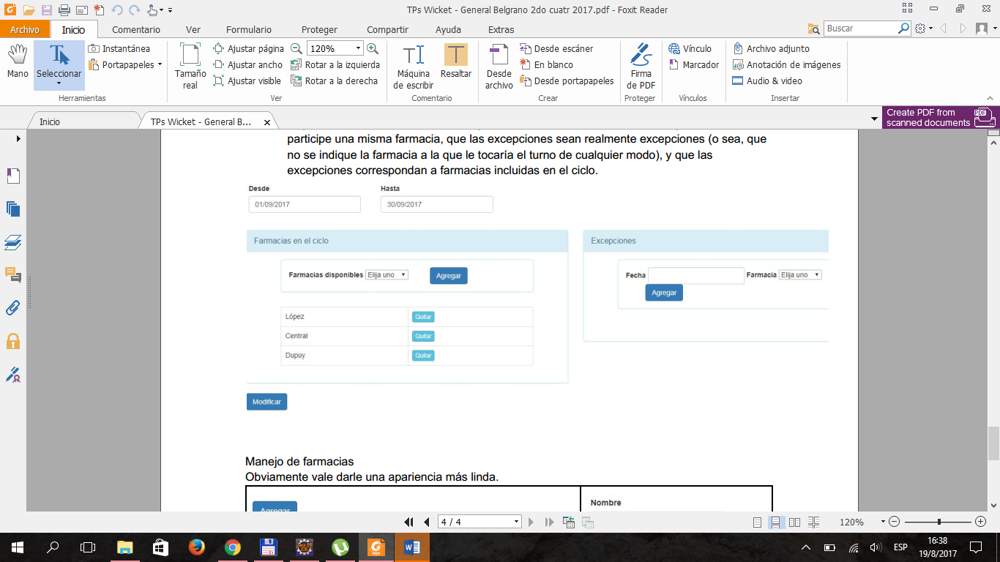 TPs Wicket - General Belgrano 2do cuatr 2017.pdf - Foxit Reader
Archivo Inicio Comentario Ver Formulario Proteger Compartir Ayuda Extras Buscar
Mano
Seleccionar
Instantánea
Portapapeles
Herramientas
Tamaño real
Ajustar página
Ajustar ancho
Ajustar visible
120%
Rotar a la izquierda
Rotar a la derecha
Ver
Máquina de escribir
Resaltar
Comentario
Desde archivo
Desde escáner
En blanco
Desde portapapeles
Crear
Firma de PDF
Proteger
Vínculo
Marcador
Vínculos
Archivo adjunto
Anotación de imágenes
Audio & video
Insertar
Inicio
TPs Wicket - General B...
Create PDF from
scanned documents
PDF
participe una misma farmacia, que las excepciones sean realmente excepciones (o sea, que
no se indique la farmacia a la que le tocaría el turno de cualquier modo), y que las
excepciones correspondan a farmacias incluidas en el ciclo.
Desde Hasta
01/09/2017 30/09/2017
Farmacias en el ciclo
Farmacias disponibles Elija uno Agregar
López Quitar
Central Quitar
Dupuy Quitar
Excepciones
Fecha Farmacia Elija uno
Agregar
Modificar
Manejo de farmacias
Obviamente vale darle una apariencia más linda.
Agregar
Nombre
4 / 4
120%
ESP
16:38
19/8/2017